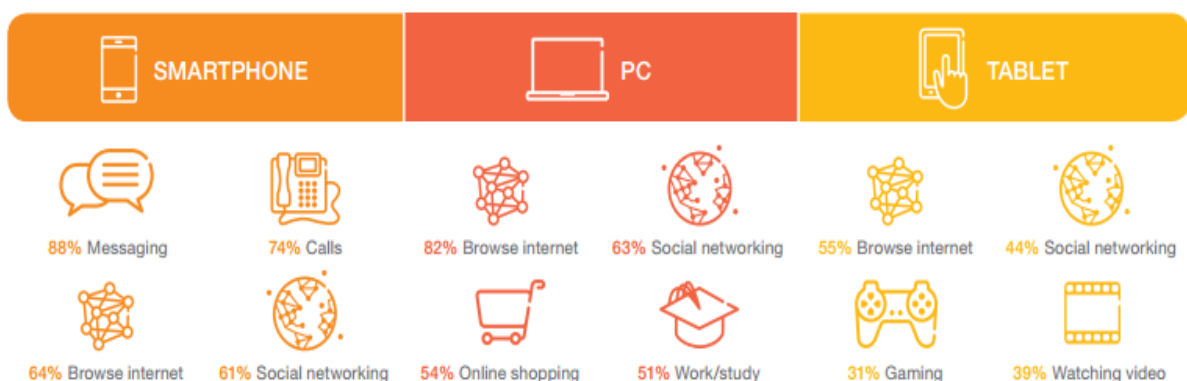 SMARTPHONE
PC
TABLET
88% Messaging
74% Calls
82% Browse internet
63% Social networking
55% Browse internet
44% Social networking
64% Browse internet
61% Social networking
54% Online shopping
51% Work/study
31% Gaming
39% Watching video